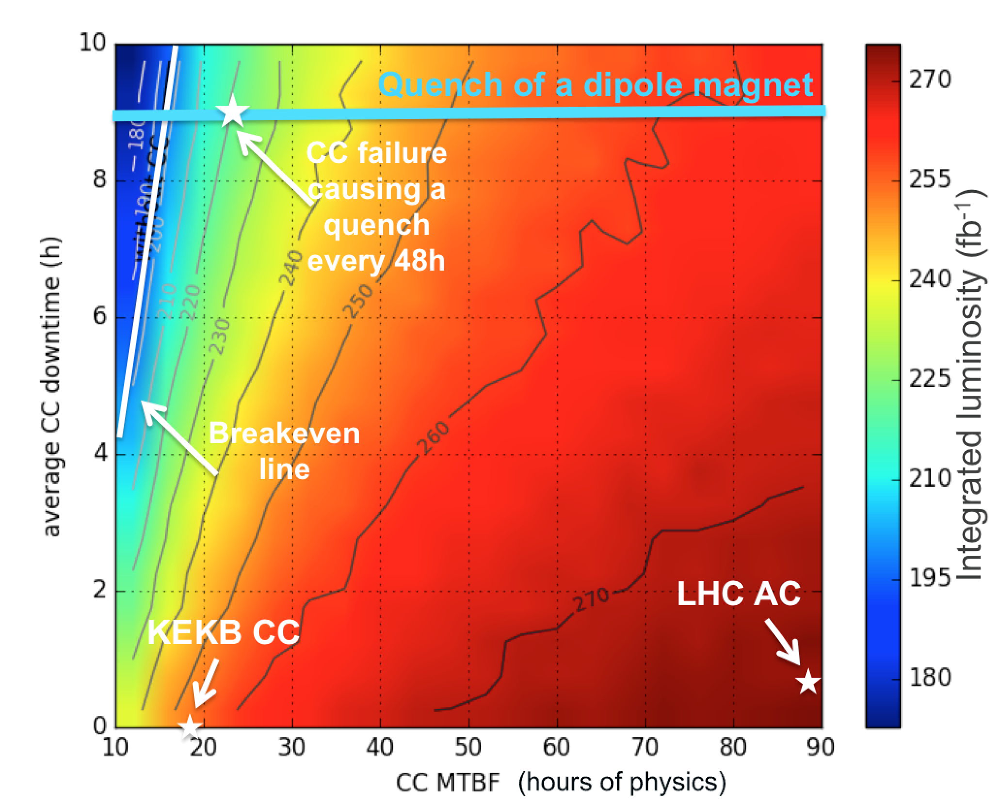 10
8
6
4
2
0
10
20
30
40
50
60
70
80
90
average CC downtime (h)
CC MTBF (hours of physics)
Quench of a dipole magnet
CC failure
causing a
quench
every 48h
Breakeven
line
KEKB CC
LHC AC
without CC
180
190
200
210
220
230
240
250
260
270
270
255
240
225
210
195
180
Integrated luminosity (fb-1)